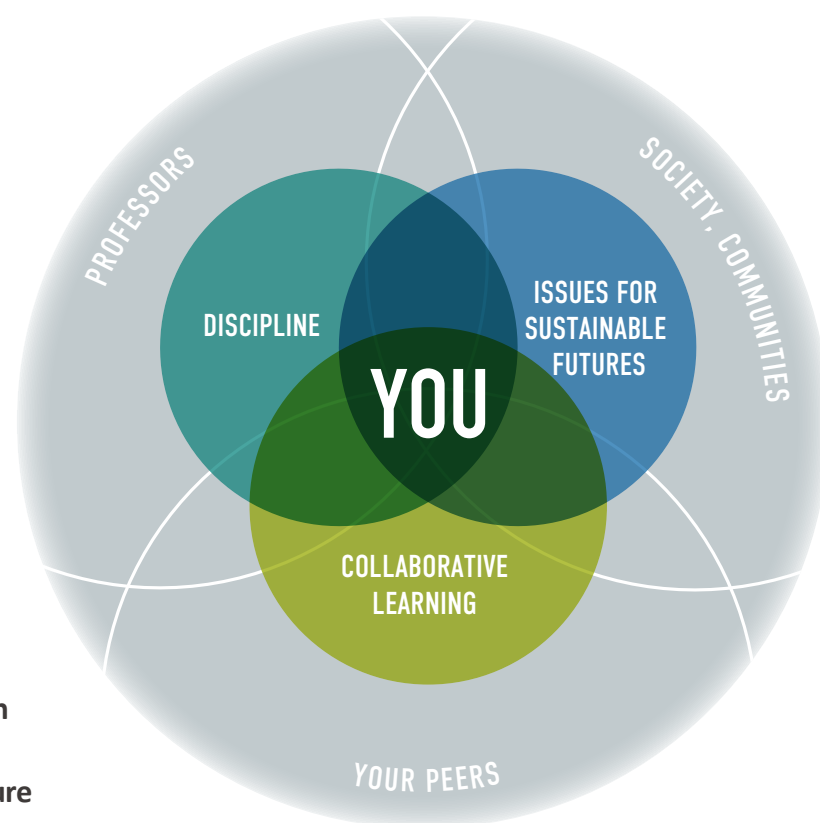 PROFESSORS
SOCIETY, COMMUNITIES
DISCIPLINE
ISSUES FOR
SUSTAINABLE
FUTURES
YOU
COLLABORATIVE
LEARNING
YOUR PEERS